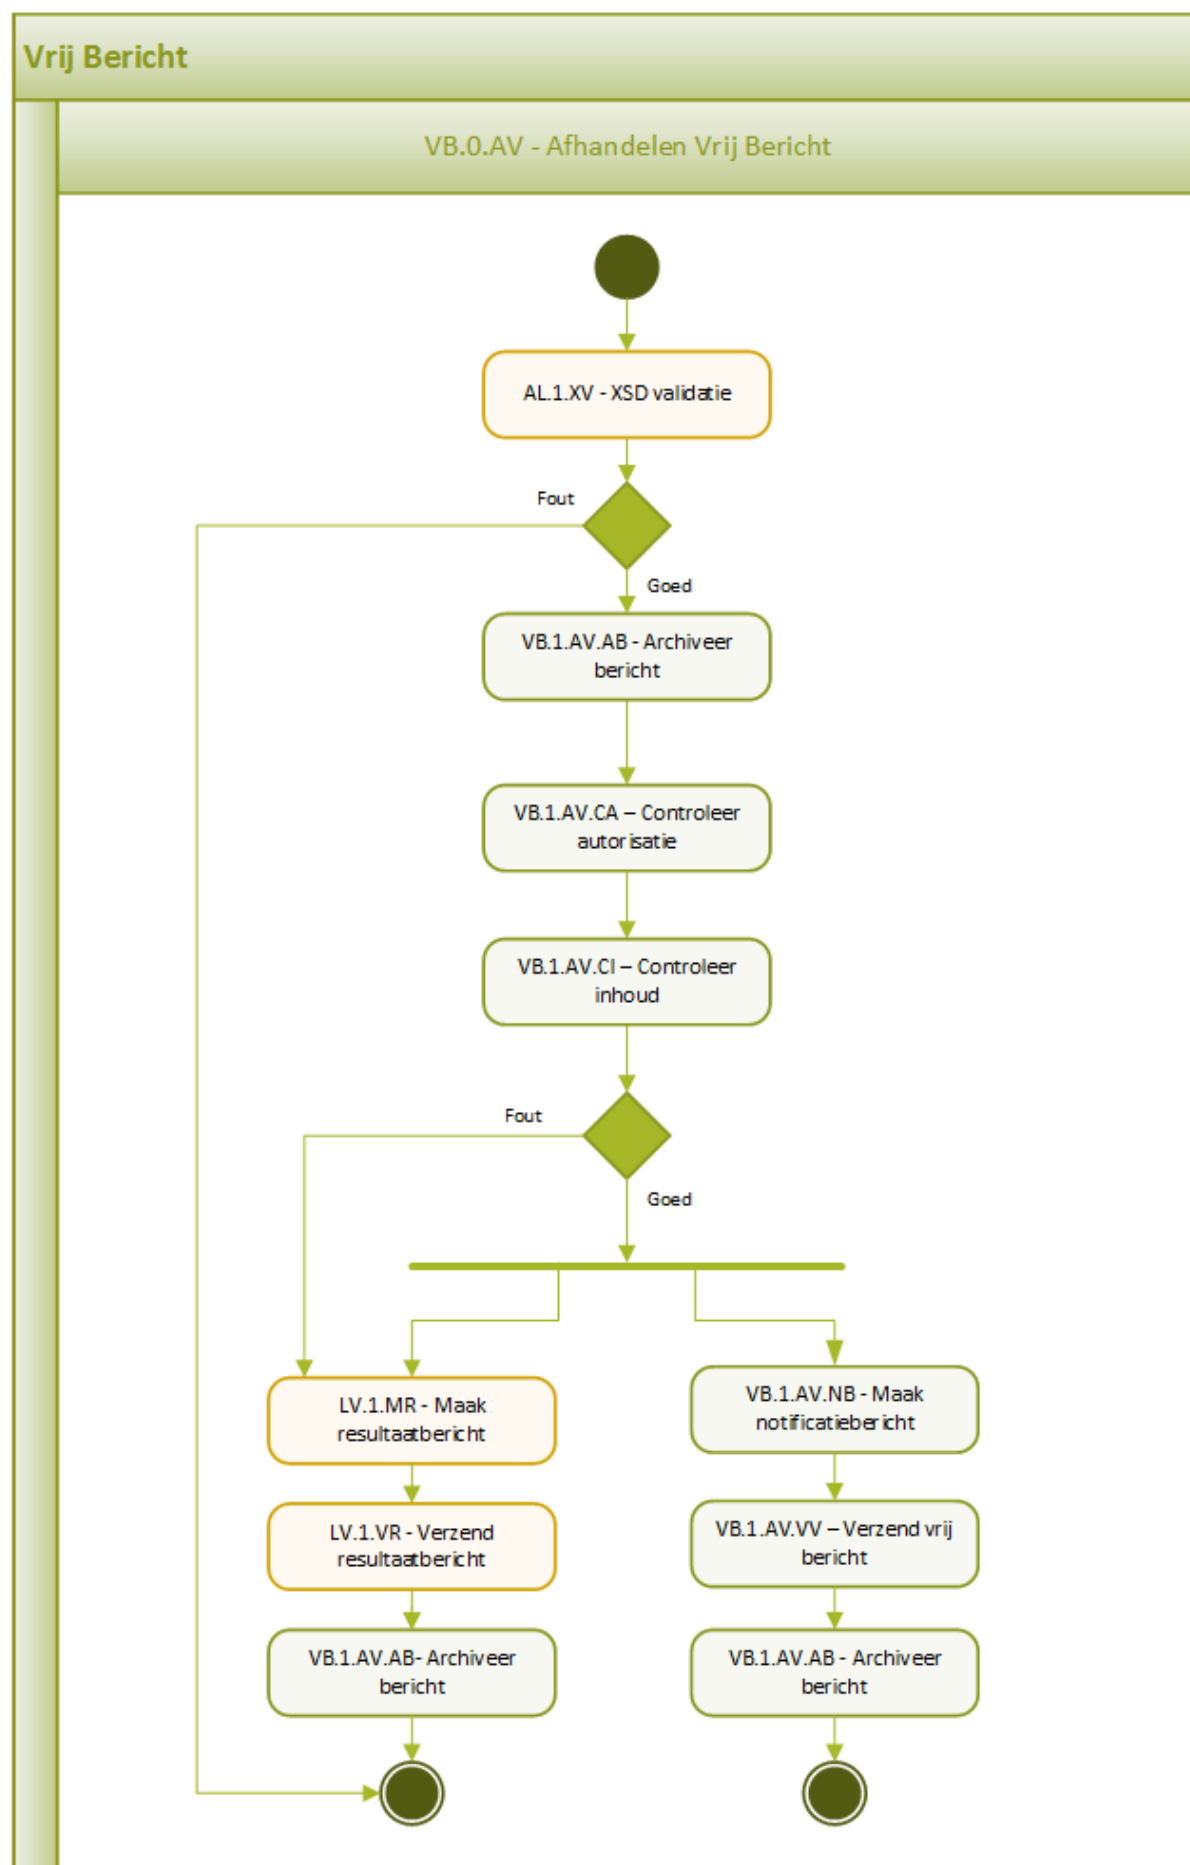 Vrij Bericht
VB.0.AV - Afhandelen Vrij Bericht
AL.1.XV - XSD validatie
Fout
Goed
VB.1.AV.AB - Archiveer
bericht
VB.1.AV.CA – Controleer
autorisatie
VB.1.AV.CI – Controleer
inhoud
Fout
Goed
LV.1.MR - Maak
resultaatbericht
VB.1.AV.NB - Maak
notificatiebericht
LV.1.VR - Verzend
resultaatbericht
VB.1.AV.VV – Verzend vrij
bericht
VB.1.AV.AB- Archiveer
bericht
VB.1.AV.AB - Archiveer
bericht